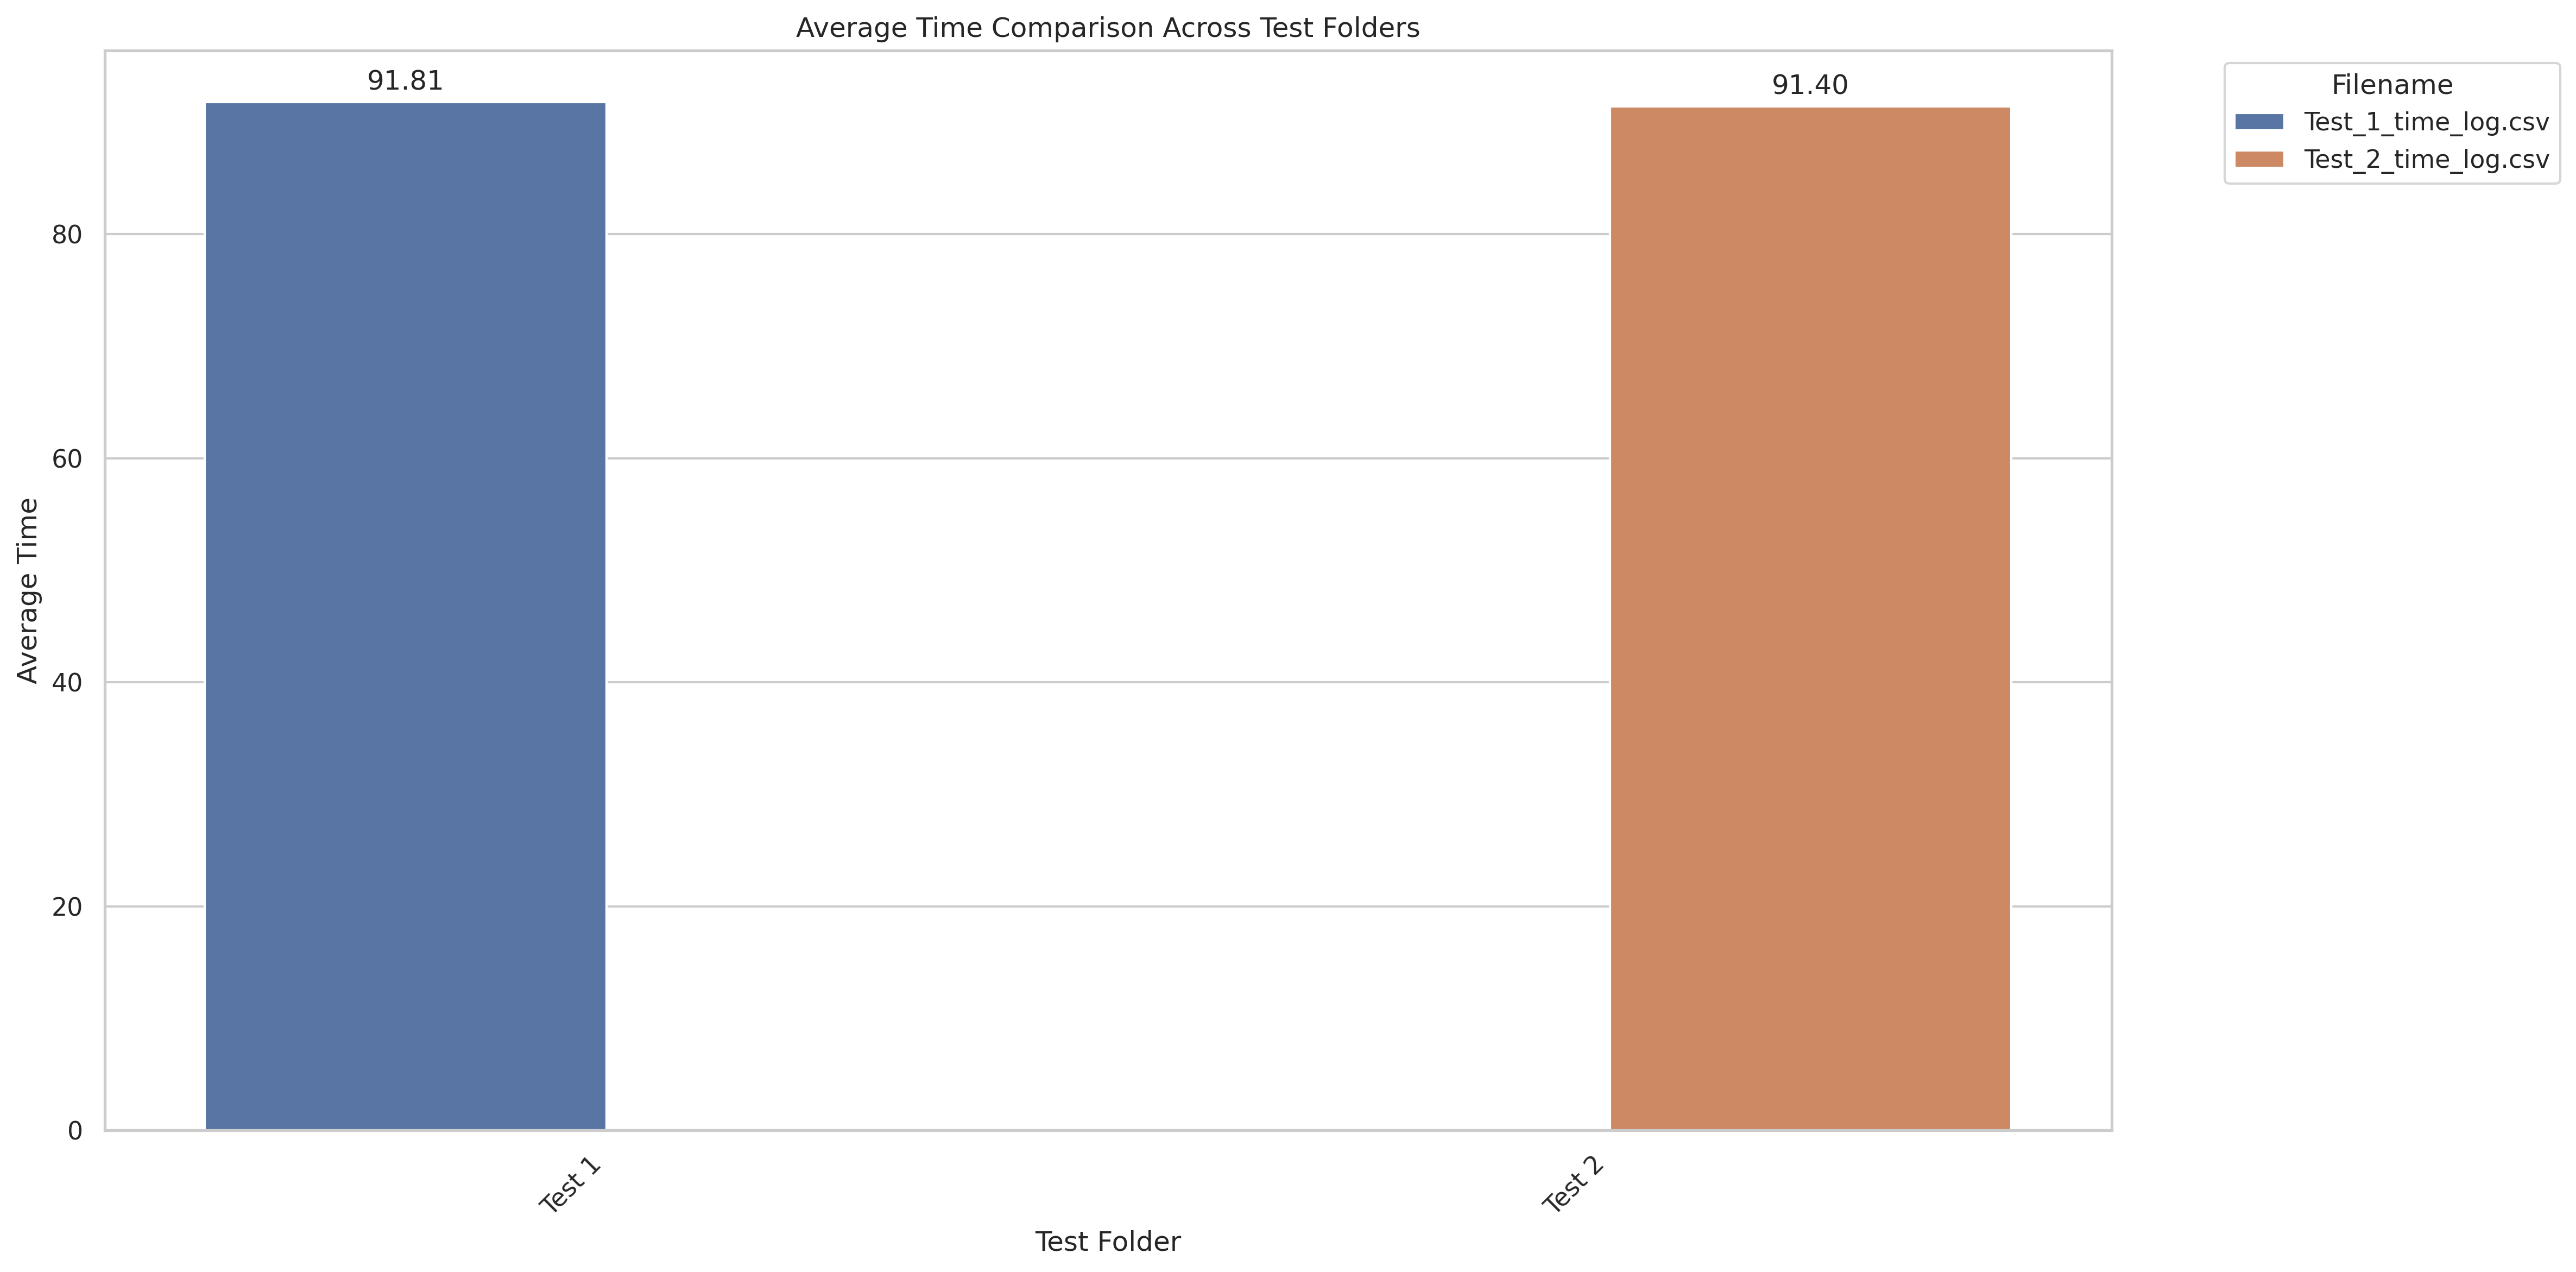 Average Time Comparison Across Test Folders
91.81
91.40
Filename
Test_1_time_log.csv
Test_2_time_log.csv
80
60
40
20
0
Average Time
Test 1
Test 2
Test Folder